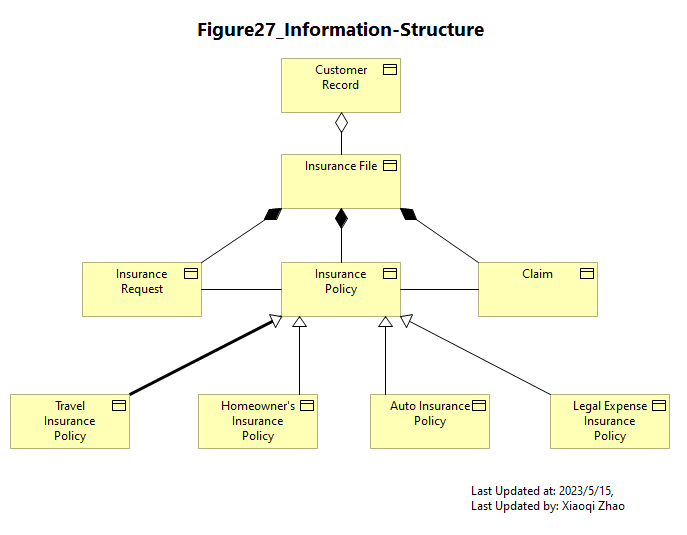 Figure27_Information-Structure
Customer
Record
Insurance File
Insurance
Request
Insurance
Policy
Claim
Travel
Insurance
Policy
Homeowner's
Insurance
Policy
Auto Insurance
Policy
Legal Expense
Insurance
Policy
Last Updated at: 2023/5/15,
Last Updated by: Xiaoqi Zhao